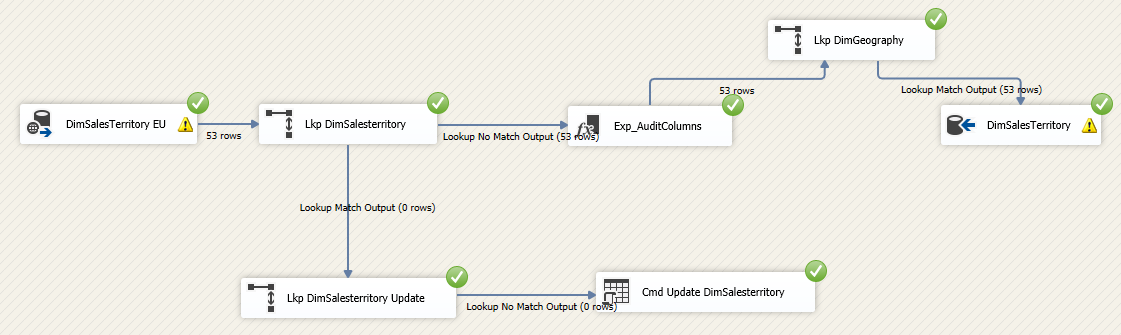 Lkp DimGeography
53 rows
Lookup Match Output (53 rows)
DimSalesTerritory EU
53 rows
Lkp DimSalesterritory
Lookup No Match Output (53 rows)
Exp_AuditColumns
DimSalesTerritory
Lookup Match Output (0 rows)
Lkp DimSalesterritory Update
Lookup No Match Output (0 rows)
Cmd Update DimSalesterritory